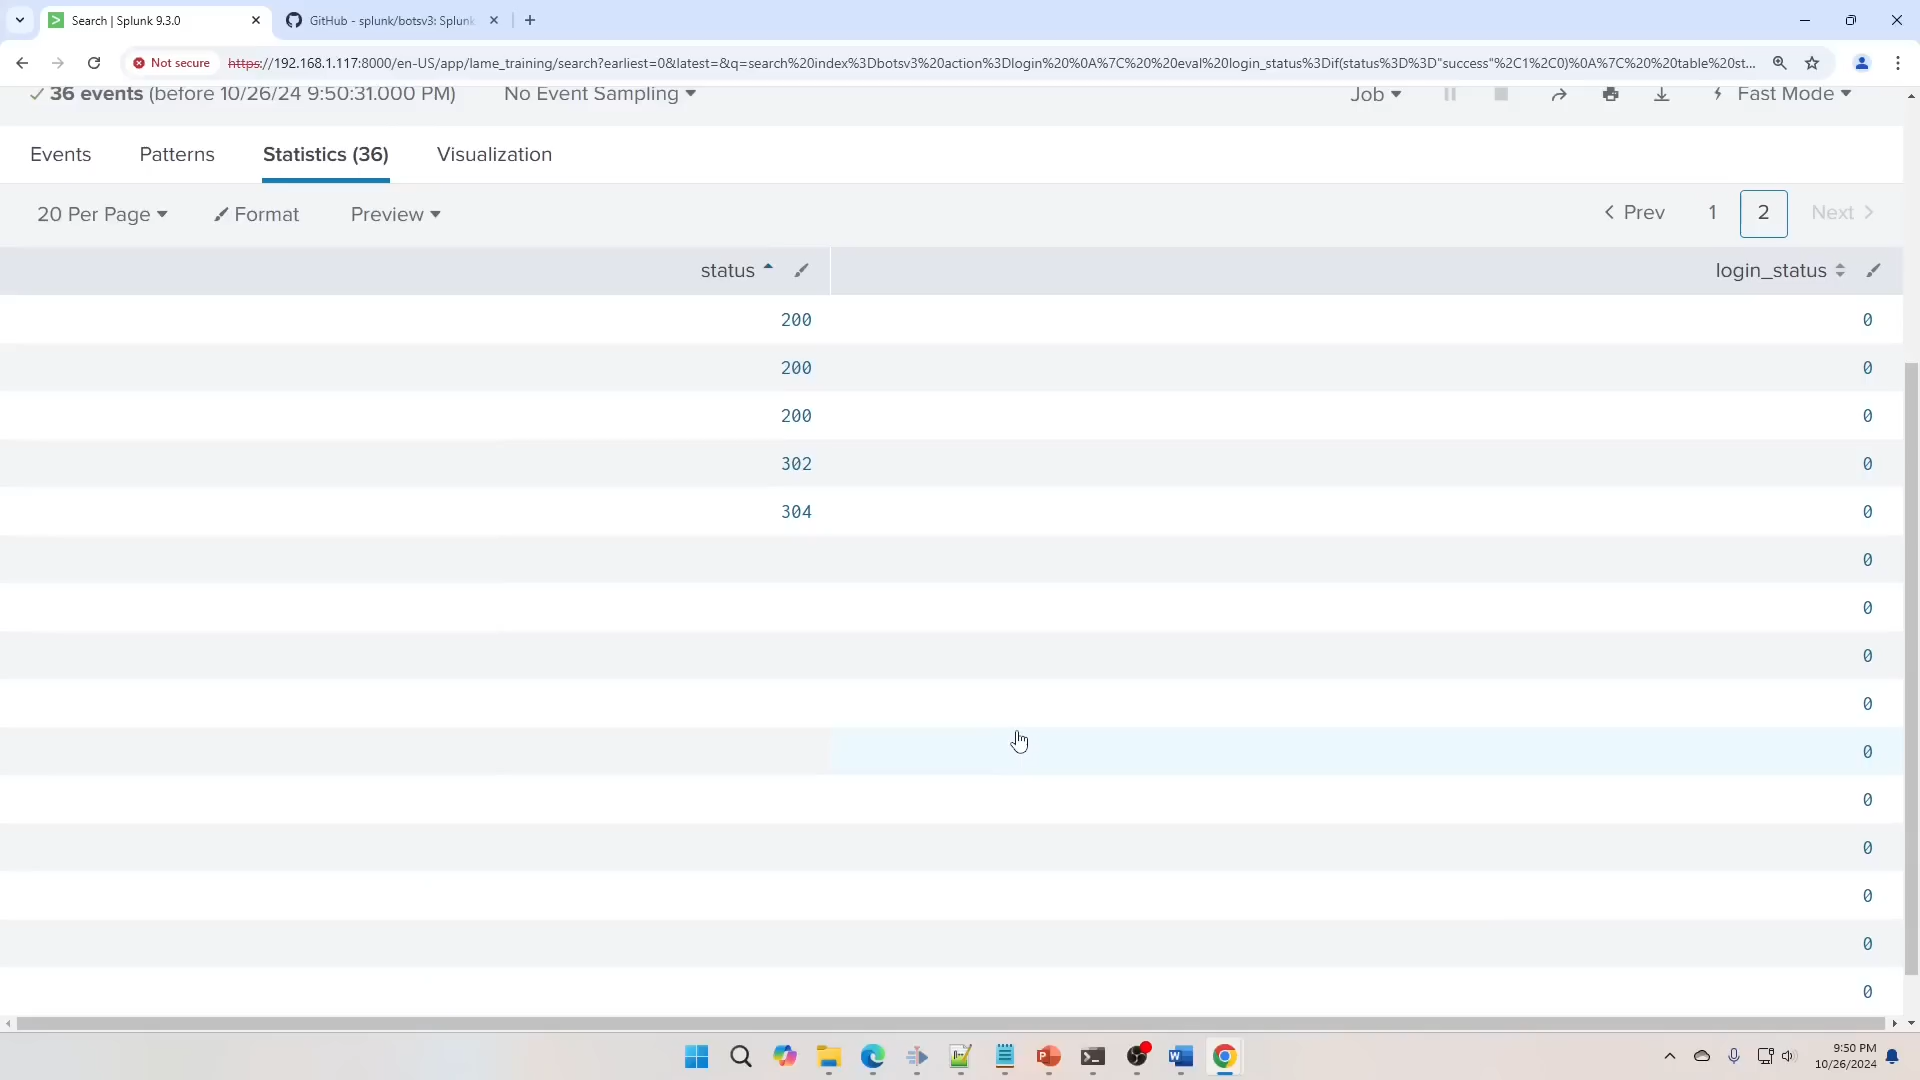 Search | Splunk 9.3.0
GitHub - splunk/botsv3: Splunk
Not secure
https://192.168.1.117:8000/en-US/app/lame_training/search?earliest=0&latest=&q=search%20index%3Dbotsv3%20action%3Dlogin%20%0A%7C%20%20eval%20login_status%3Dif(status%3D%3D"success"%2C1%2C0)%0A%7C%20%20table%20st...
36 events (before 10/26/24 9:50:31.000 PM)
No Event Sampling
Job
Fast Mode
Events
Patterns
Statistics (36)
Visualization
20 Per Page
Format
Preview
Prev
1
2
Next
status
login_status
200 0
200 0
200 0
302 0
304 0
0
0
0
0
0
0
0
0
0
0
9:50 PM
10/26/2024